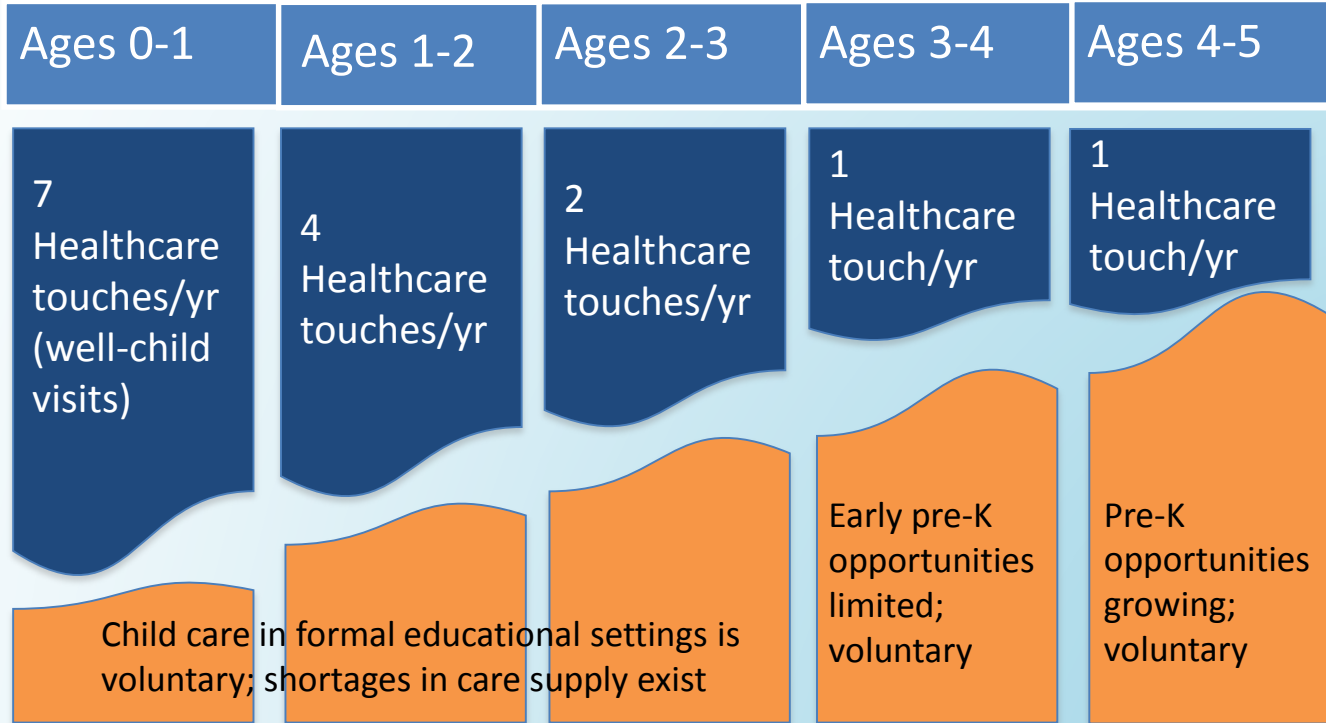 Ages 0-1
Ages 1-2
Ages 2-3
Ages 3-4
Ages 4-5
7
Healthcare
touches/yr
(well-child
visits)
4
Healthcare
touches/yr
2
Healthcare
touches/yr
1
Healthcare
touch/yr
1
Healthcare
touch/yr
Child care in formal educational settings is
voluntary; shortages in care supply exist
Early pre-K
opportunities
limited;
voluntary
Pre-K
opportunities
growing;
voluntary